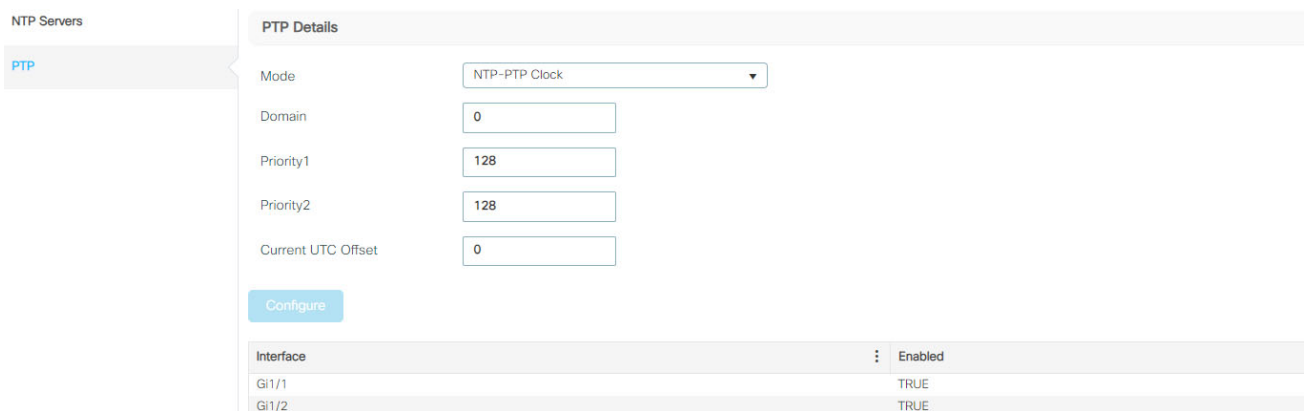 NTP Servers
PTP
PTP Details
Mode NTP-PTP Clock
Domain 0
Priority1 128
Priority2 128
Current UTC Offset 0
Configure
Interface Enabled
Gi1/1 TRUE
Gi1/2 TRUE